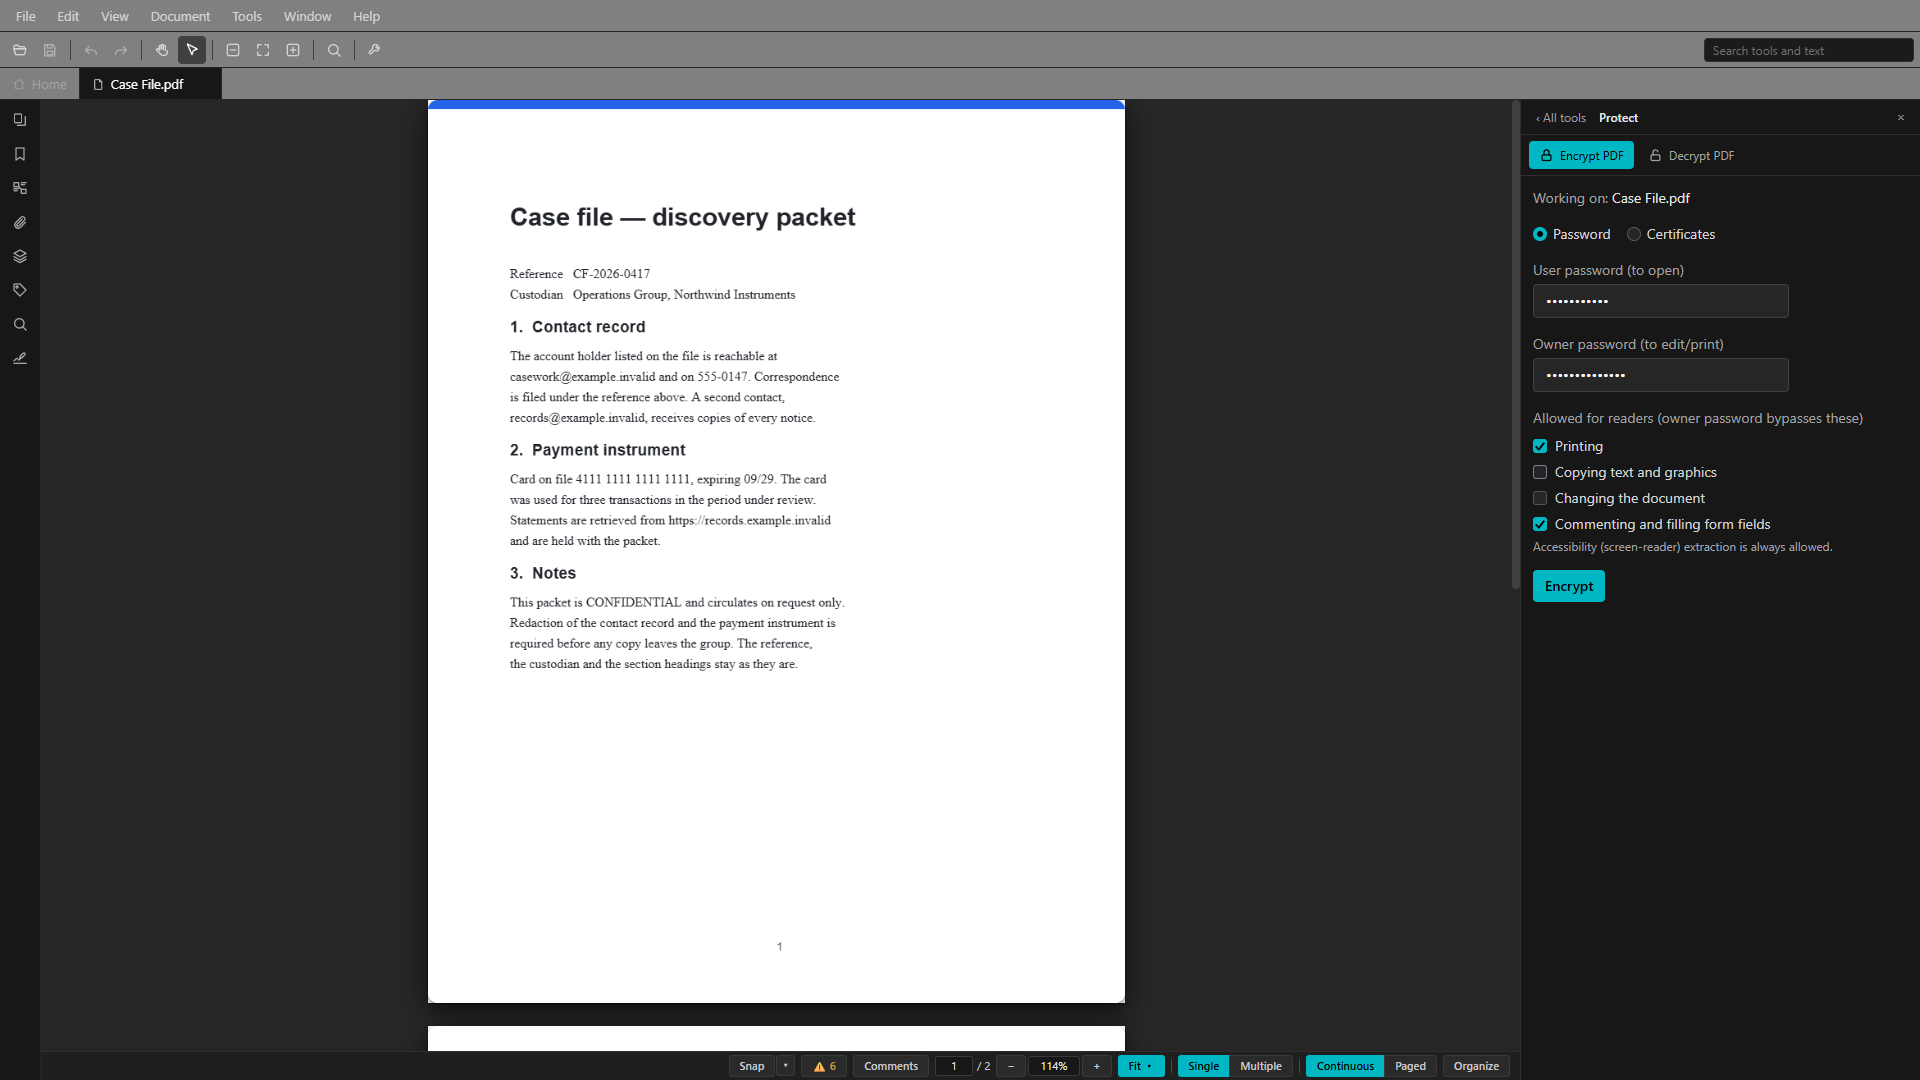 File Edit View Document Tools Window Help
Search tools and text
Home Case File.pdf
Case file — discovery packet
Reference CF-2026-0417
Custodian Operations Group, Northwind Instruments
1. Contact record
The account holder listed on the file is reachable at
casework@example.invalid and on 555-0147. Correspondence
is filed under the reference above. A second contact,
records@example.invalid, receives copies of every notice.
2. Payment instrument
Card on file 4111 1111 1111 1111, expiring 09/29. The card
was used for three transactions in the period under review.
Statements are retrieved from https://records.example.invalid
and are held with the packet.
3. Notes
This packet is CONFIDENTIAL and circulates on request only.
Redaction of the contact record and the payment instrument is
required before any copy leaves the group. The reference,
the custodian and the section headings stay as they are.
1
‹ All tools Protect ×
Encrypt PDF Decrypt PDF
Working on: Case File.pdf
Password Certificates
User password (to open)
•••••••••••
Owner password (to edit/print)
••••••••••••••
Allowed for readers (owner password bypasses these)
Printing
Copying text and graphics
Changing the document
Commenting and filling form fields
Accessibility (screen-reader) extraction is always allowed.
Encrypt
Snap 6 Comments 1 / 2 − 114% + Fit Single Multiple Continuous Paged Organize